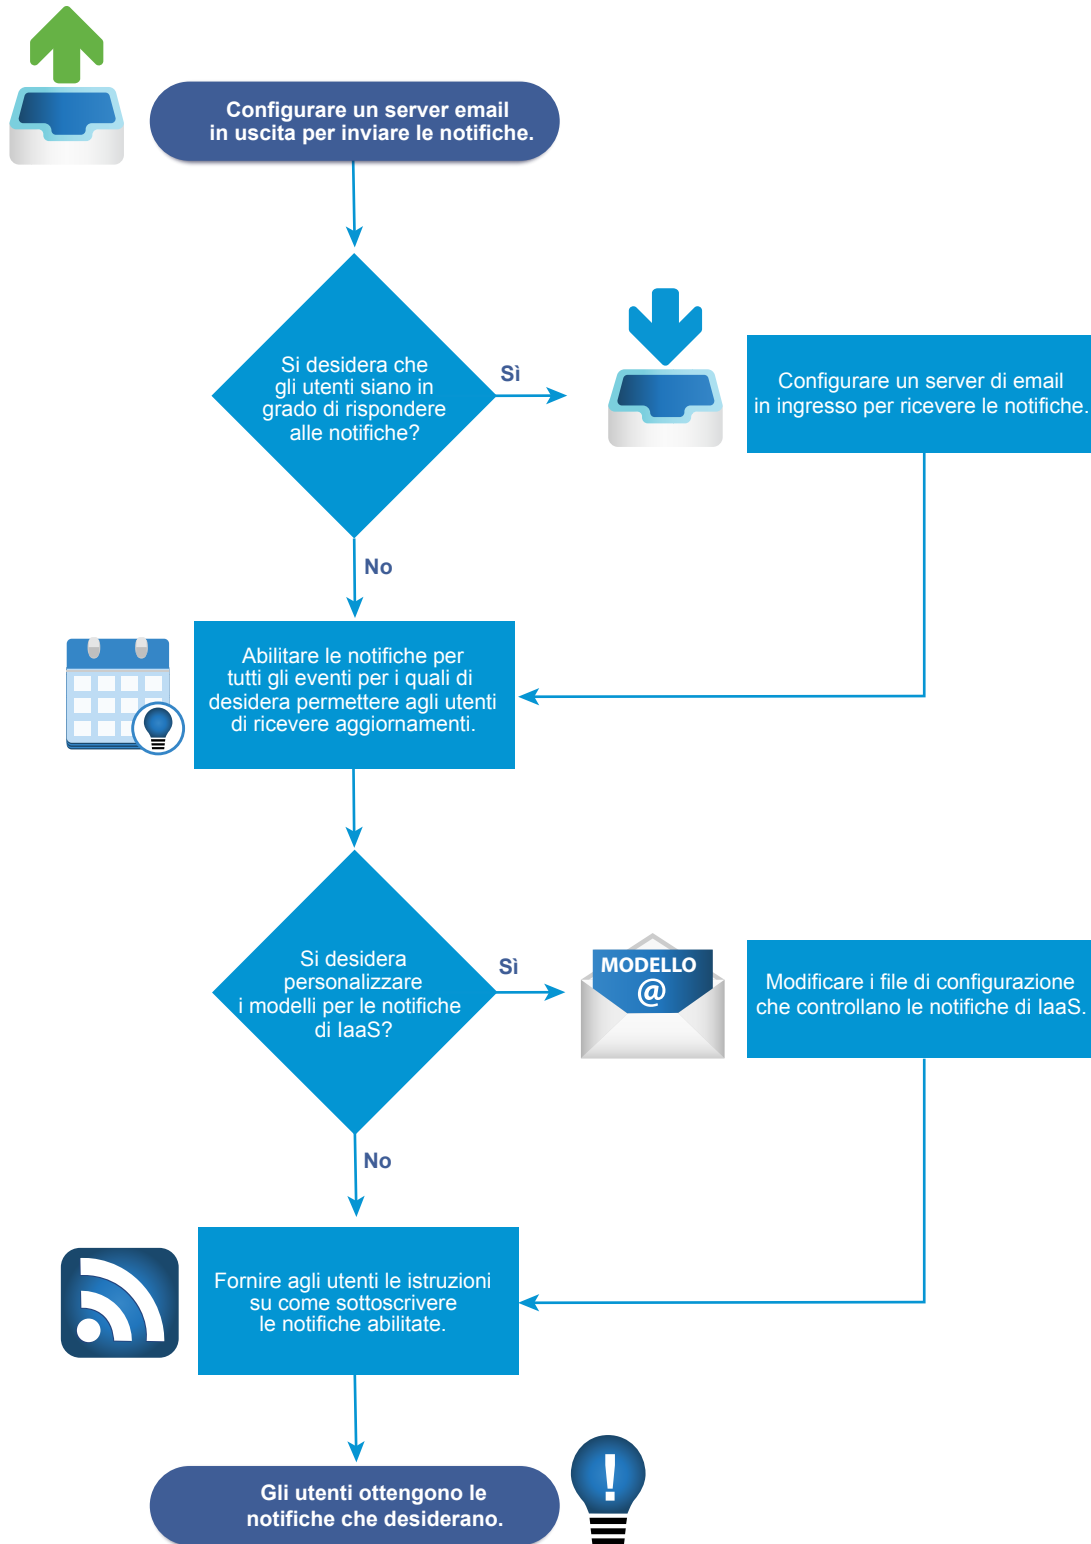 Configurare un server email
in uscita per inviare le notifiche.
Si desidera che
gli utenti siano in
grado di rispondere
alle notifiche?
Sì
Configurare un server di email
in ingresso per ricevere le notifiche.
No
Abilitare le notifiche per
tutti gli eventi per i quali di
desidera permettere agli utenti
di ricevere aggiornamenti.
Si desidera
personalizzare
i modelli per le notifiche
di IaaS?
Sì
MODELLO
@
Modificare i file di configurazione
che controllano le notifiche di IaaS.
No
Fornire agli utenti le istruzioni
su come sottoscrivere
le notifiche abilitate.
Gli utenti ottengono le
notifiche che desiderano.
!